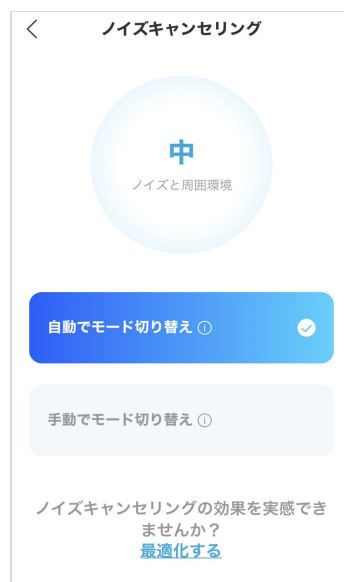 ノイズキャンセリング
中
ノイズと周囲環境
自動でモード切り替え ⓘ
手動でモード切り替え ⓘ
ノイズキャンセリングの効果を実感でき
ませんか？
最適化する